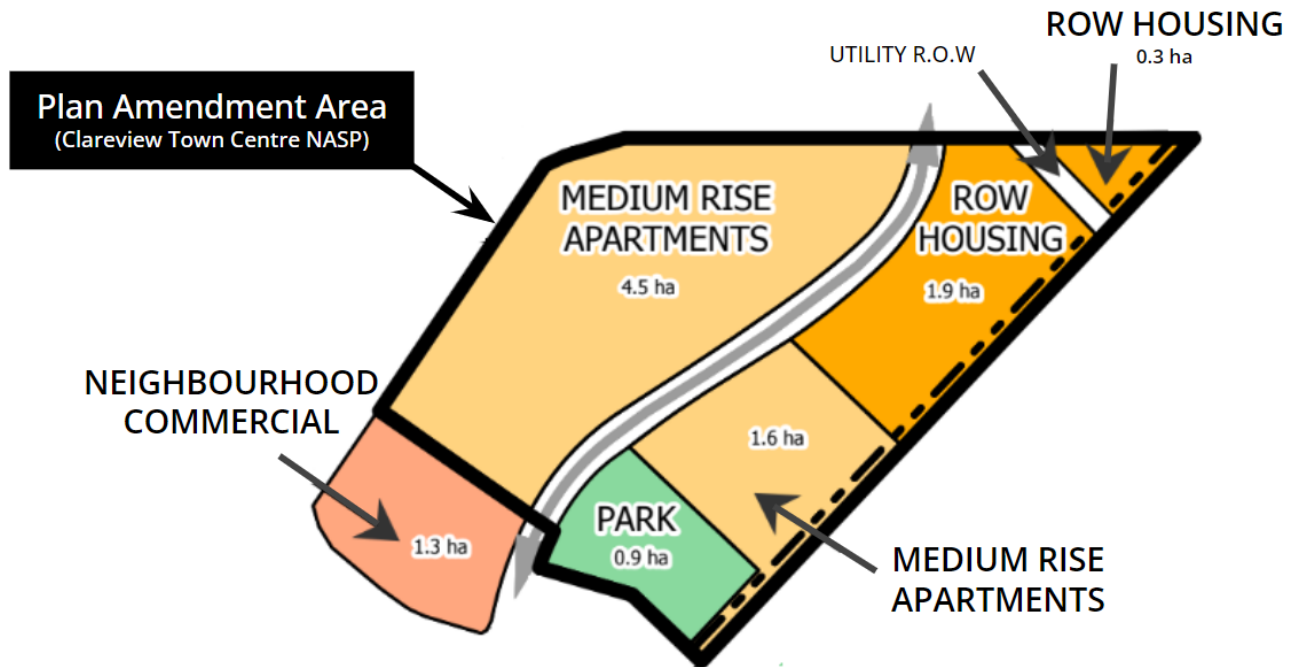 ROW HOUSING
0.3 ha
UTILITY R.O.W
Plan Amendment Area
(Clareview Town Centre NASP)
MEDIUM RISE
APARTMENTS
4.5 ha
ROW
HOUSING
1.9 ha
NEIGHBOURHOOD
COMMERCIAL
1.3 ha
1.6 ha
PARK
0.9 ha
MEDIUM RISE
APARTMENTS